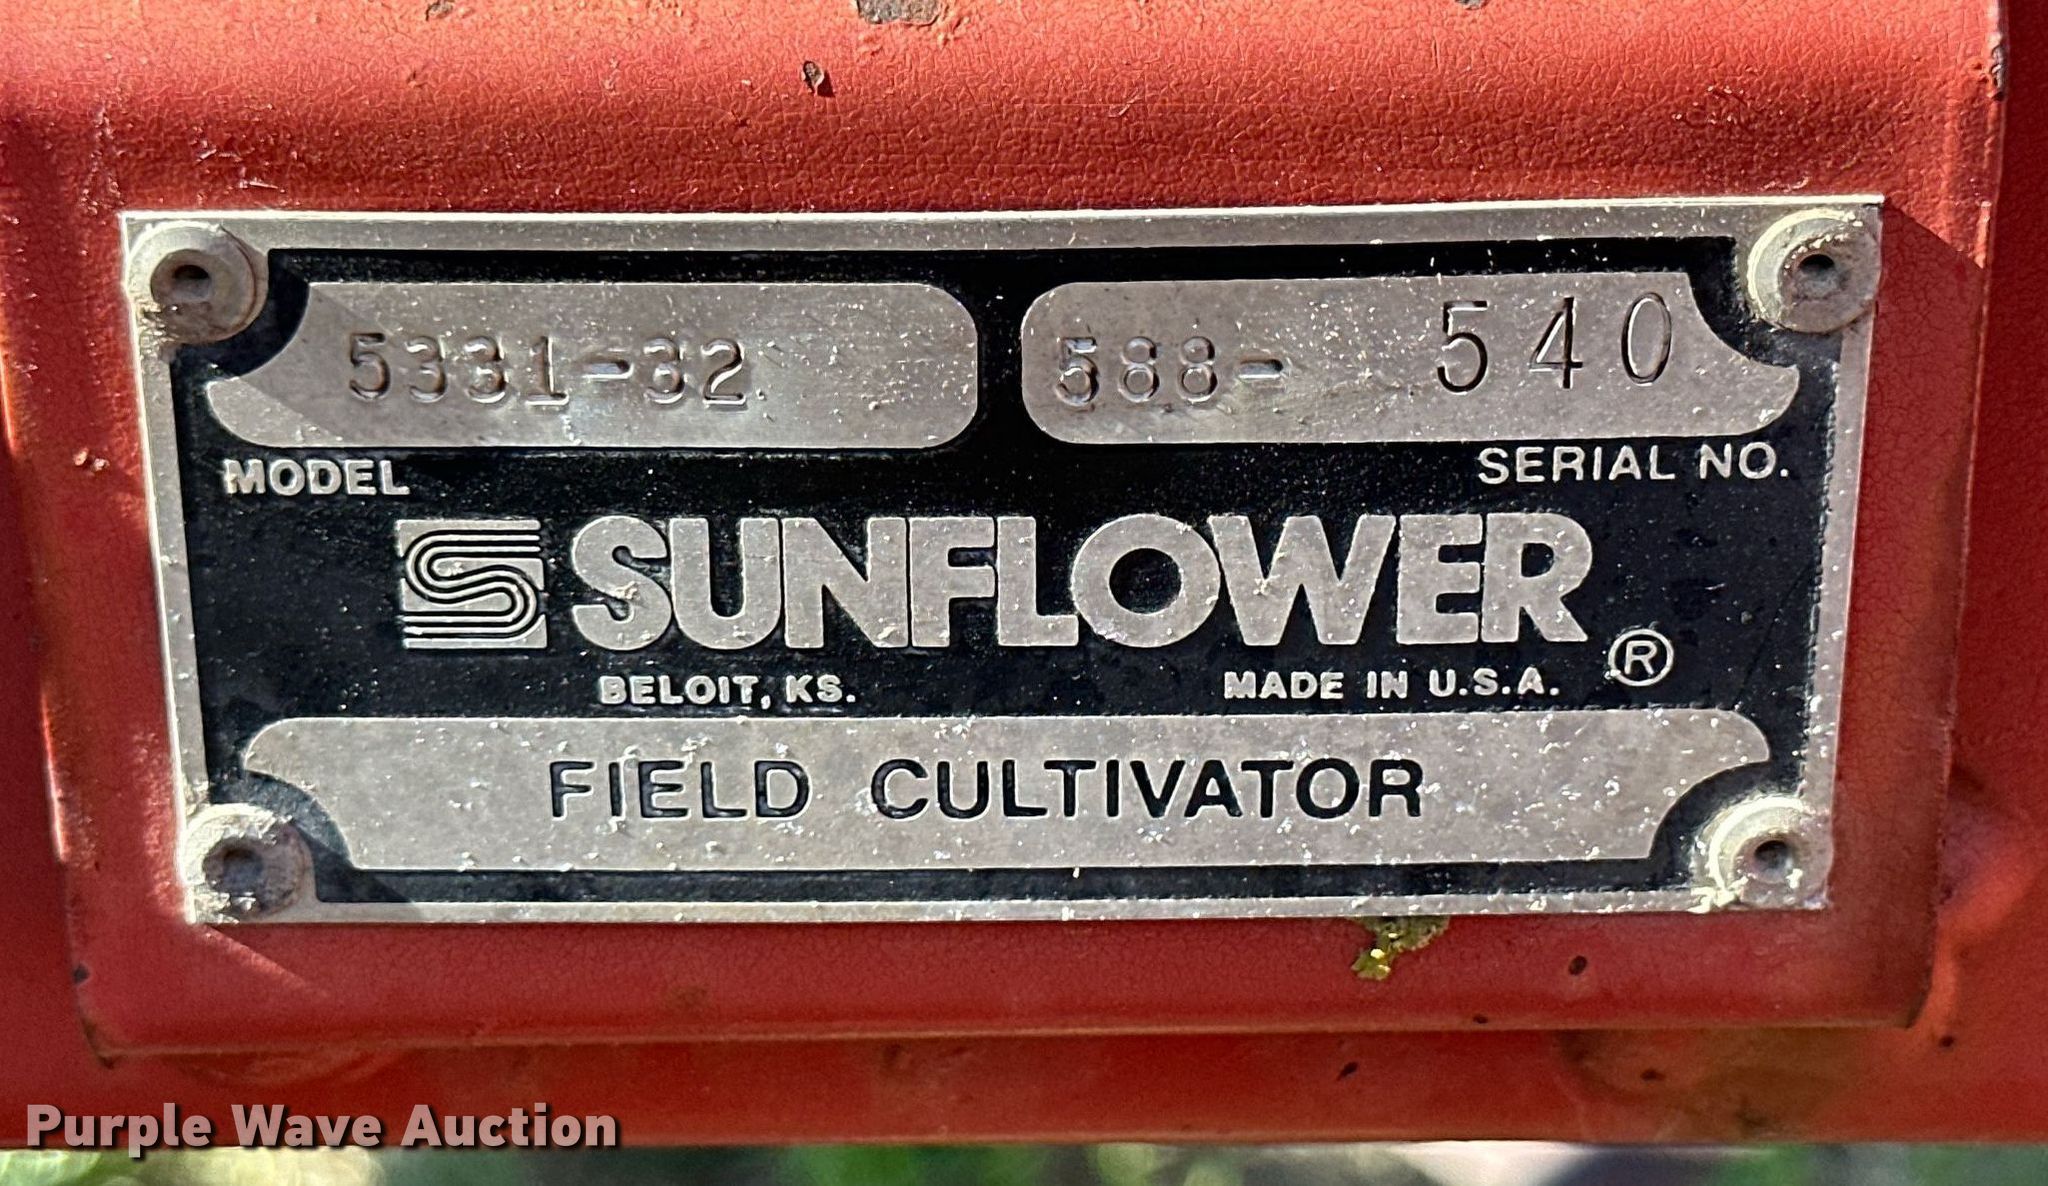 5331-32 588- 540
MODEL SERIAL NO.
SUNFLOWER ®
BELOIT, KS. MADE IN U.S.A.
FIELD CULTIVATOR
Purple Wave Auction